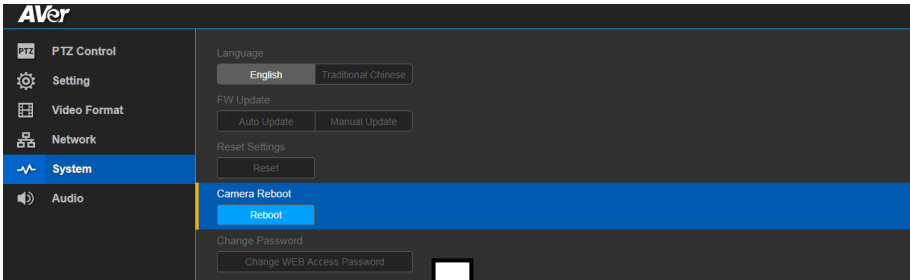 AVer
PTZ PTZ Control
Setting
Video Format
Network
System
Audio
Language
English Traditional Chinese
FW Update
Auto Update Manual Update
Reset Settings
Reset
Camera Reboot
Reboot
Change Password
Change WEB Access Password